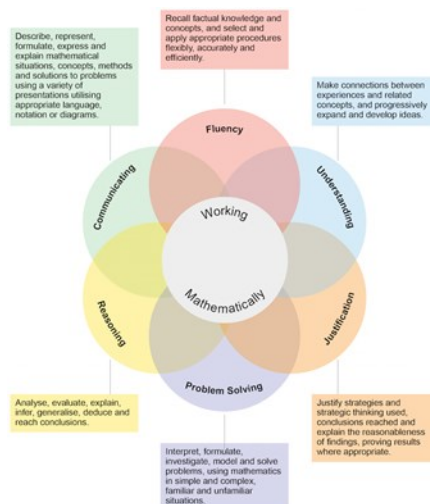 Describe, represent,
formulate, express and
explain mathematical
situations, concepts, methods
and solutions to problems
using a variety of
presentations utilising
appropriate language,
notation or diagrams.
Recall factual knowledge and
concepts, and select and
apply appropriate procedures
flexibly, accurately and
efficiently.
Make connections between
experiences and related
concepts, and progressively
expand and develop ideas.
Fluency
Communicating
Understanding
Working
Mathematically
Reasoning
Justification
Problem Solving
Analyse, evaluate, explain,
infer, generalise, deduce and
reach conclusions.
Interpret, formulate,
investigate, model and solve
problems, using mathematics
in simple and complex,
familiar and unfamiliar
situations.
Justify strategies and
strategic thinking used,
conclusions reached and
explain the reasonableness
of findings, proving results
where appropriate.